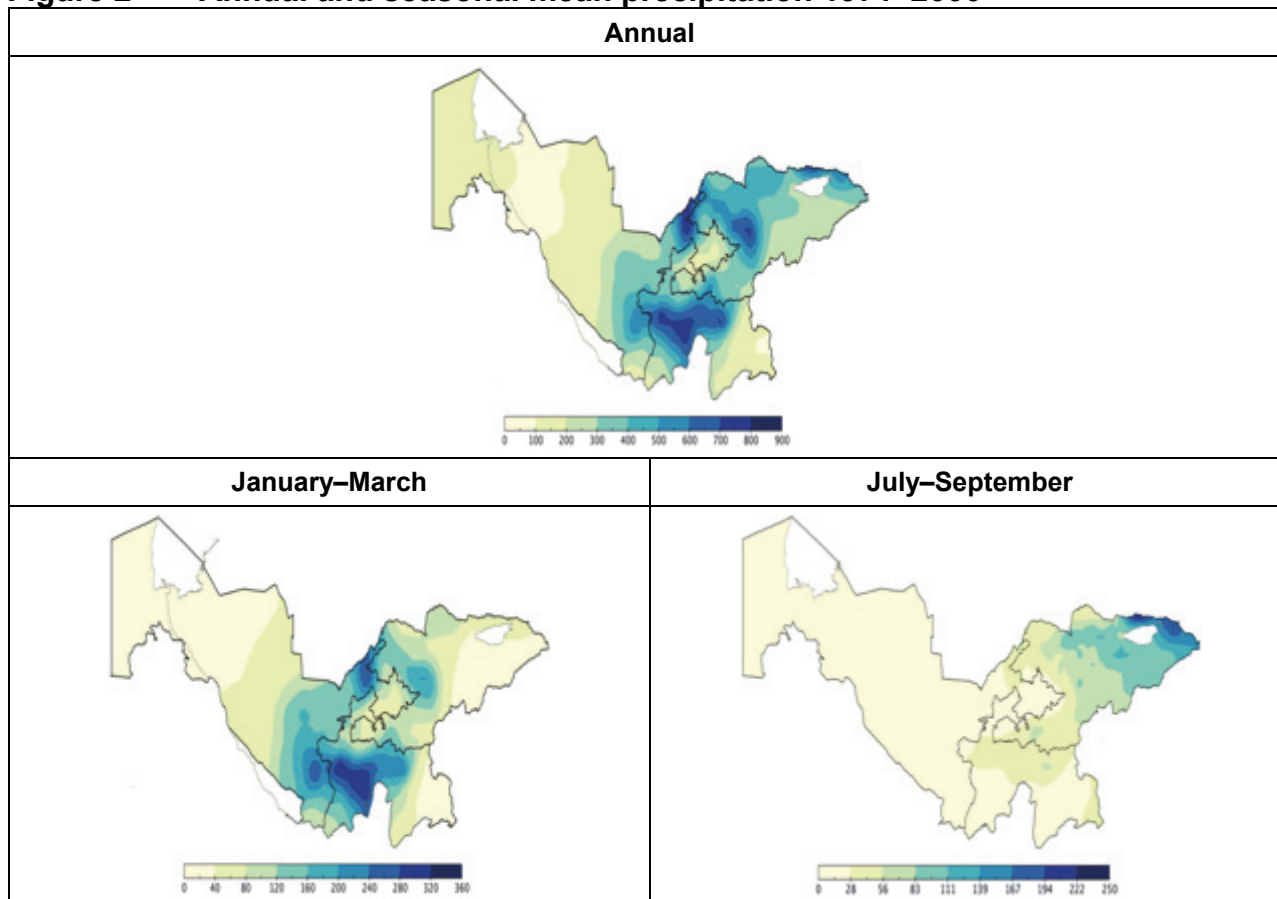 Figure 2 Annual and seasonal mean precipitation
Annual
0 100 200 300 400 500 600 700 800 900
January–March
July–September
0 40 80 120 160 200 240 280 320 360
0 28 56 83 111 139 167 194 222 250